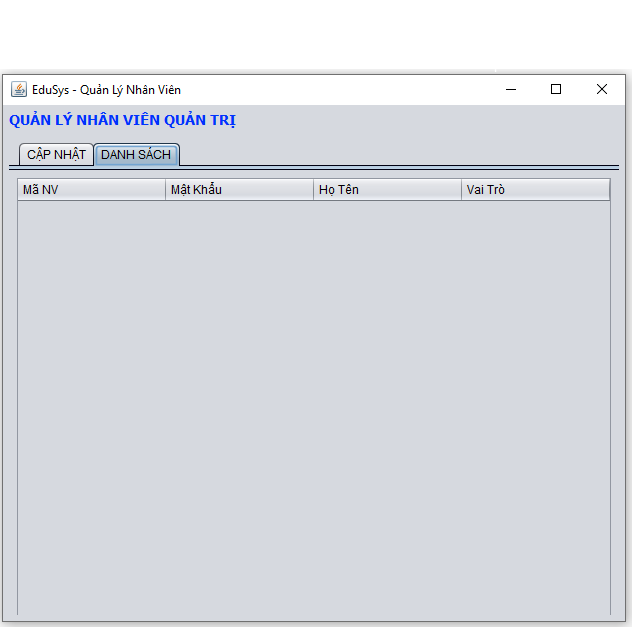 EduSys - Quản Lý Nhân Viên
QUẢN LÝ NHÂN VIÊN QUẢN TRỊ
CẬP NHẬT DANH SÁCH
Mã NV Mật Khẩu Họ Tên Vai Trò